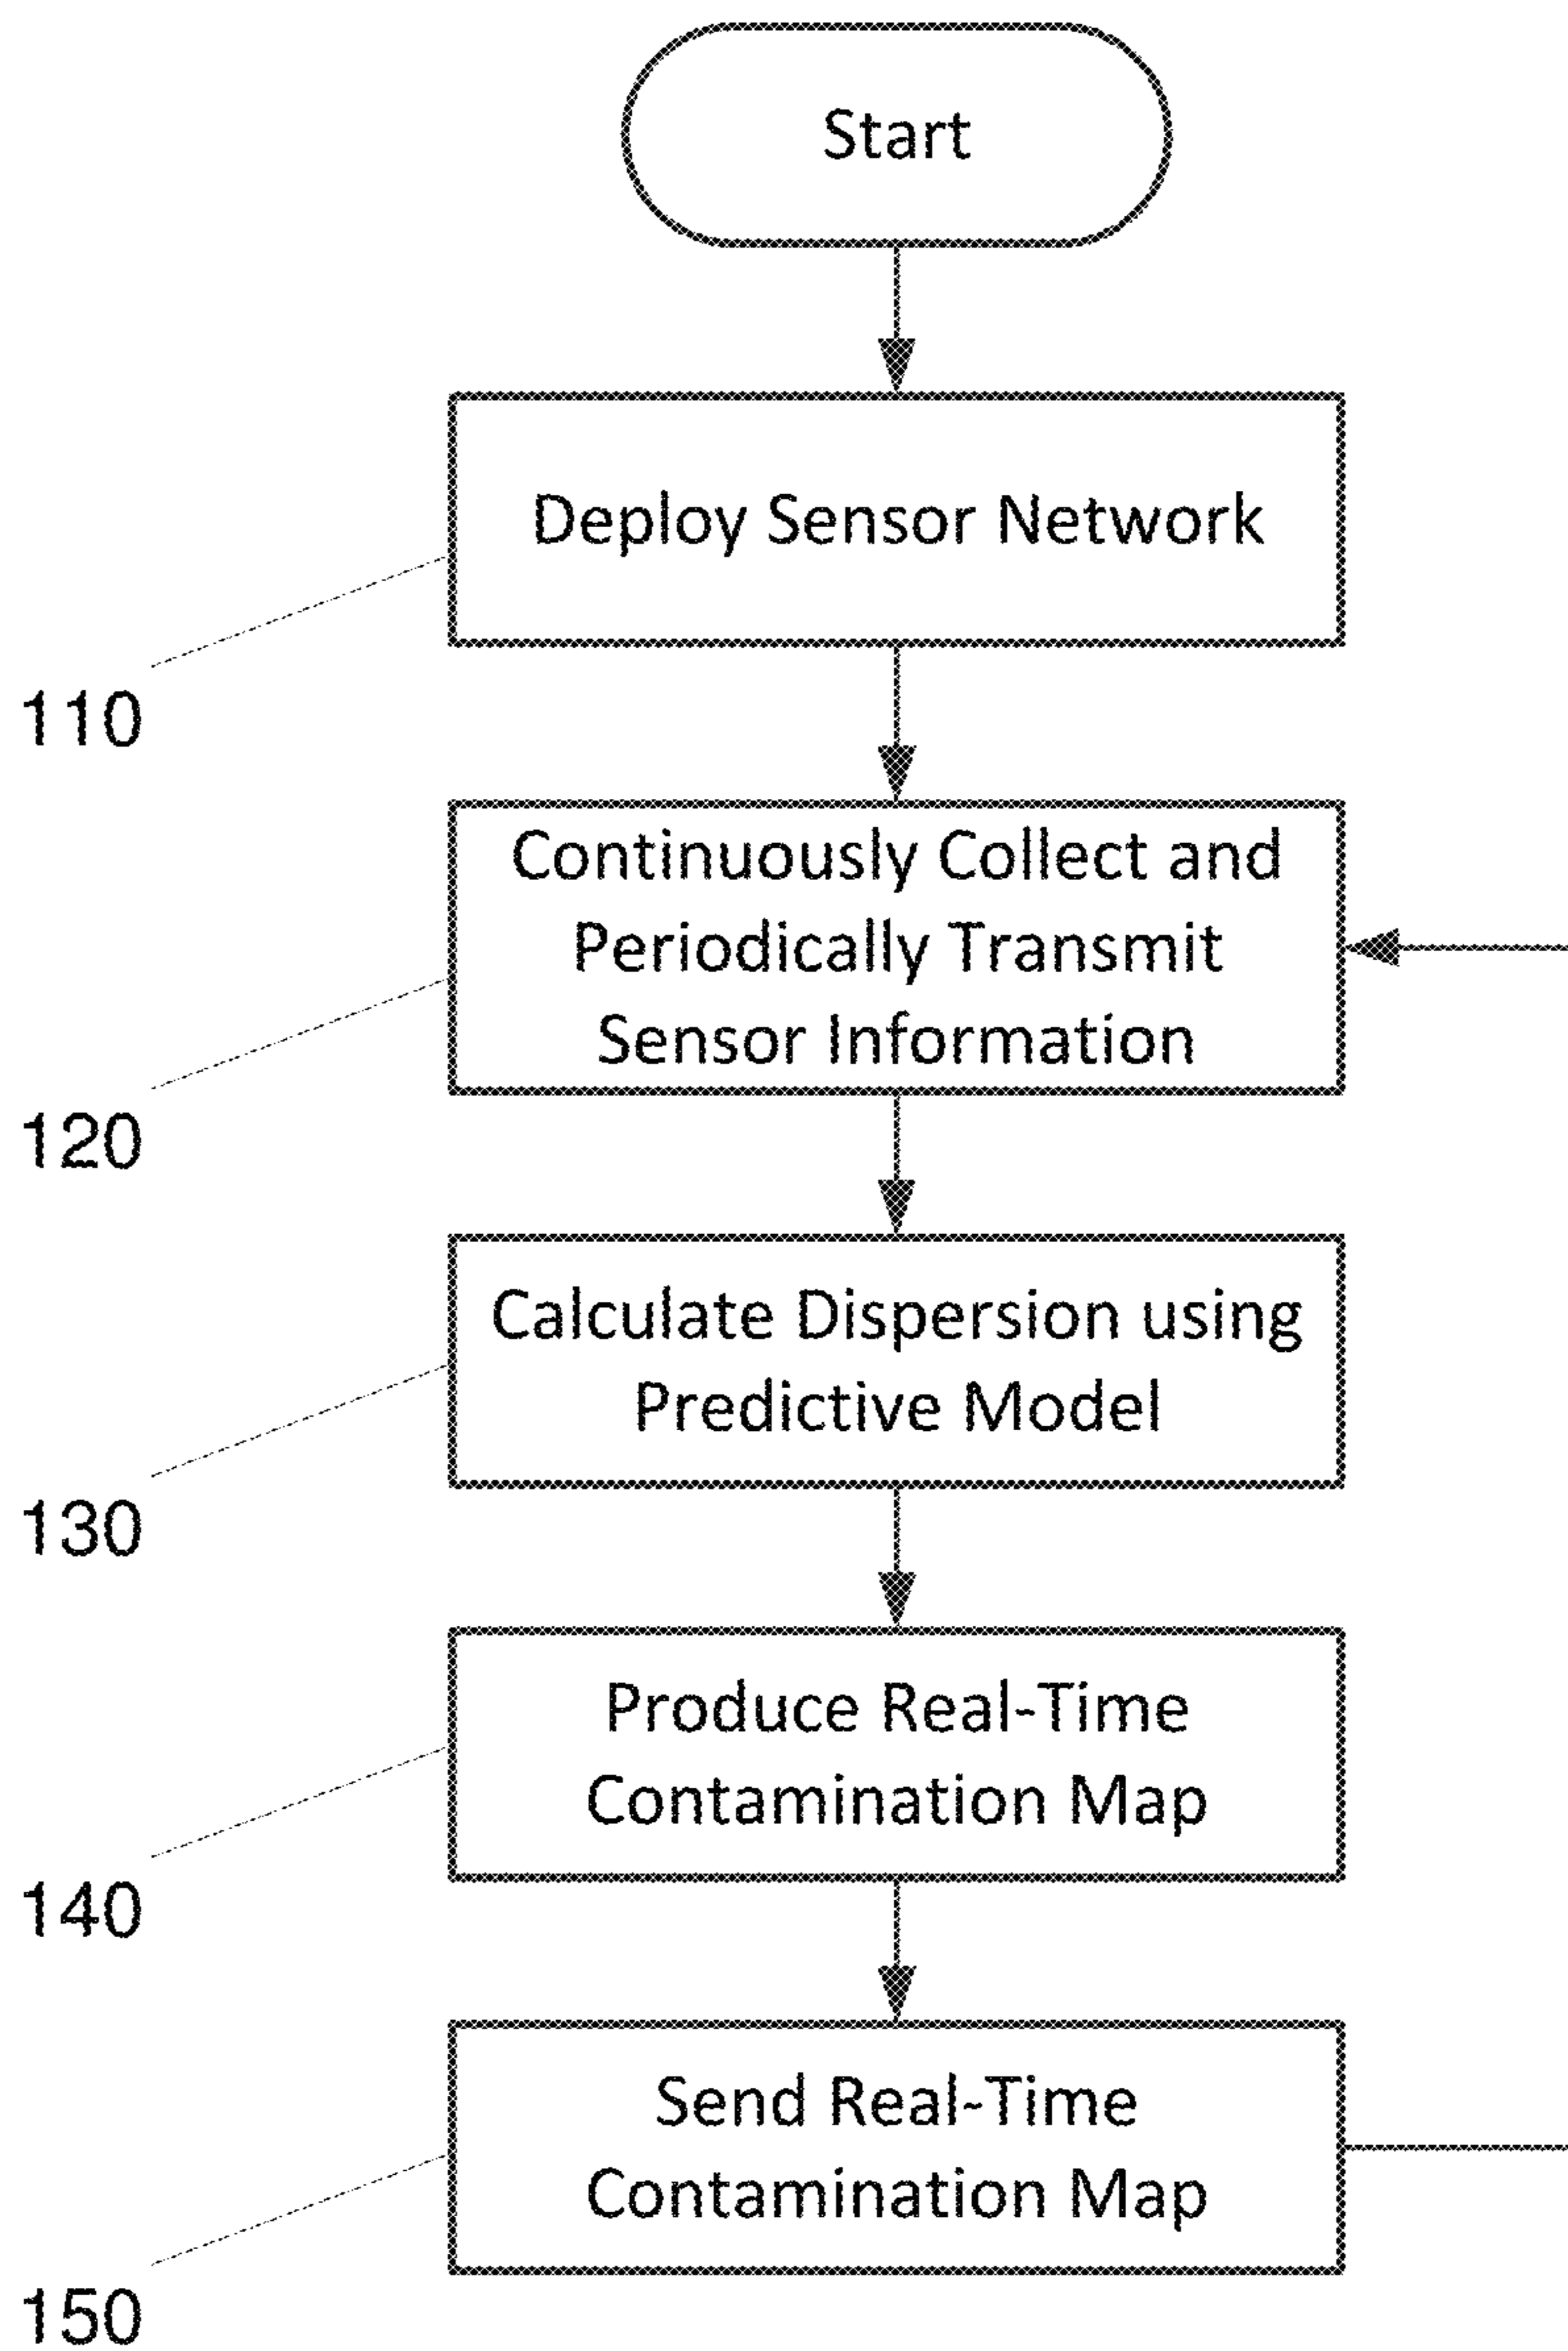 Start
Deploy Sensor Network
110
Continuously Collect and
Periodically Transmit
Sensor Information
120
Calculate Dispersion using
Predictive Model
130
Produce Real-Time
Contamination Map
140
Send Real-Time
Contamination Map
150